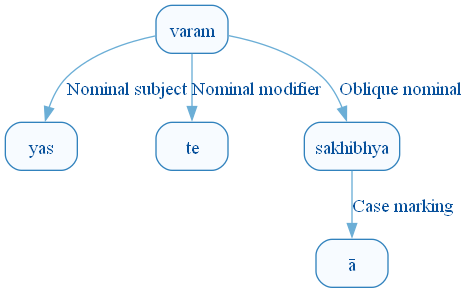 varam
Nominal subject Nominal modifier Oblique nominal
yas te sakhibhya
Case marking
ā